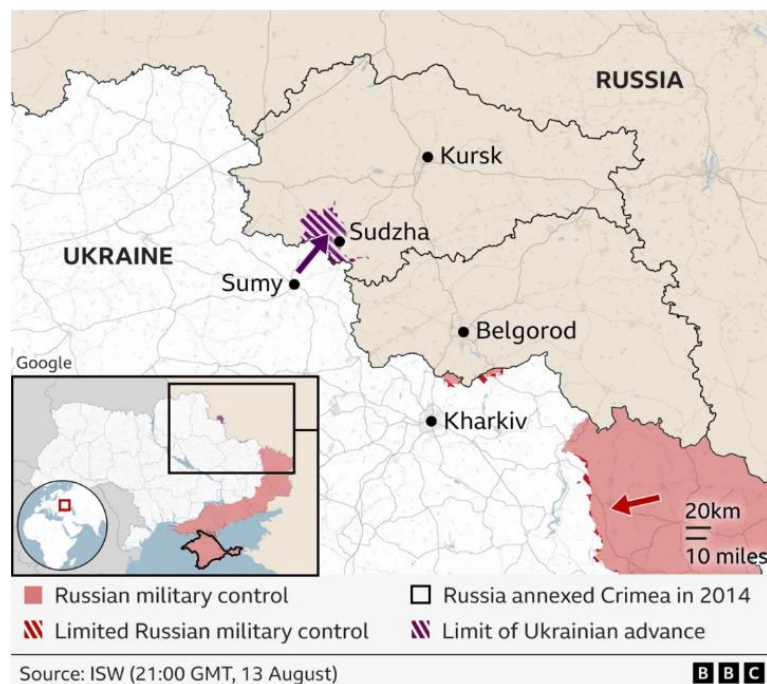 RUSSIA
Kursk
Sudzha
UKRAINE
Sumy
Belgorod
Google
Kharkiv
20km
10 miles
Russian military control
Russia annexed Crimea in 2014
Limited Russian military control
Limit of Ukrainian advance
Source: ISW (21:00 GMT, 13 August)
BBC